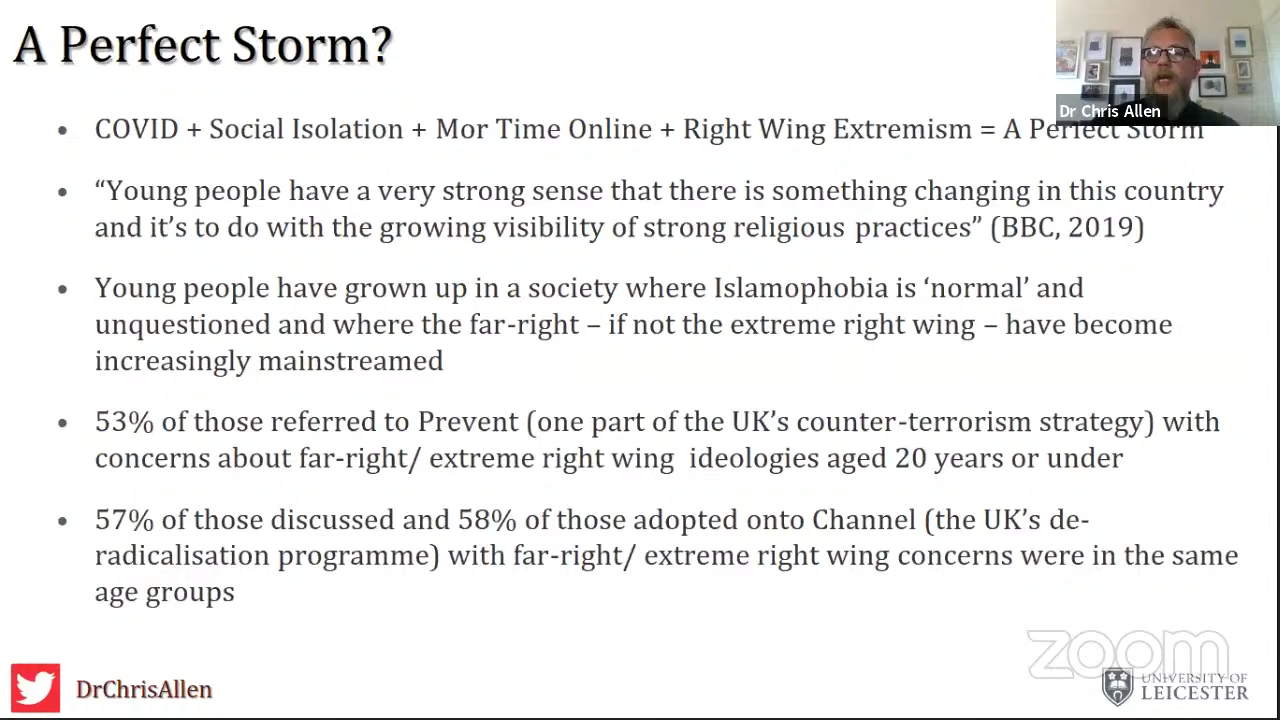 A Perfect Storm?
Dr Chris Allen
• COVID + Social Isolation + Mor Time Online + Right Wing Extremism = A Perfect Storm
• “Young people have a very strong sense that there is something changing in this country
and it’s to do with the growing visibility of strong religious practices” (BBC, 2019)
• Young people have grown up in a society where Islamophobia is ‘normal’ and
unquestioned and where the far-right – if not the extreme right wing – have become
increasingly mainstreamed
• 53% of those referred to Prevent (one part of the UK’s counter-terrorism strategy) with
concerns about far-right/ extreme right wing ideologies aged 20 years or under
• 57% of those discussed and 58% of those adopted onto Channel (the UK’s de-
radicalisation programme) with far-right/ extreme right wing concerns were in the same
age groups
zoom
DrChrisAllen
UNIVERSITY OF
LEICESTER